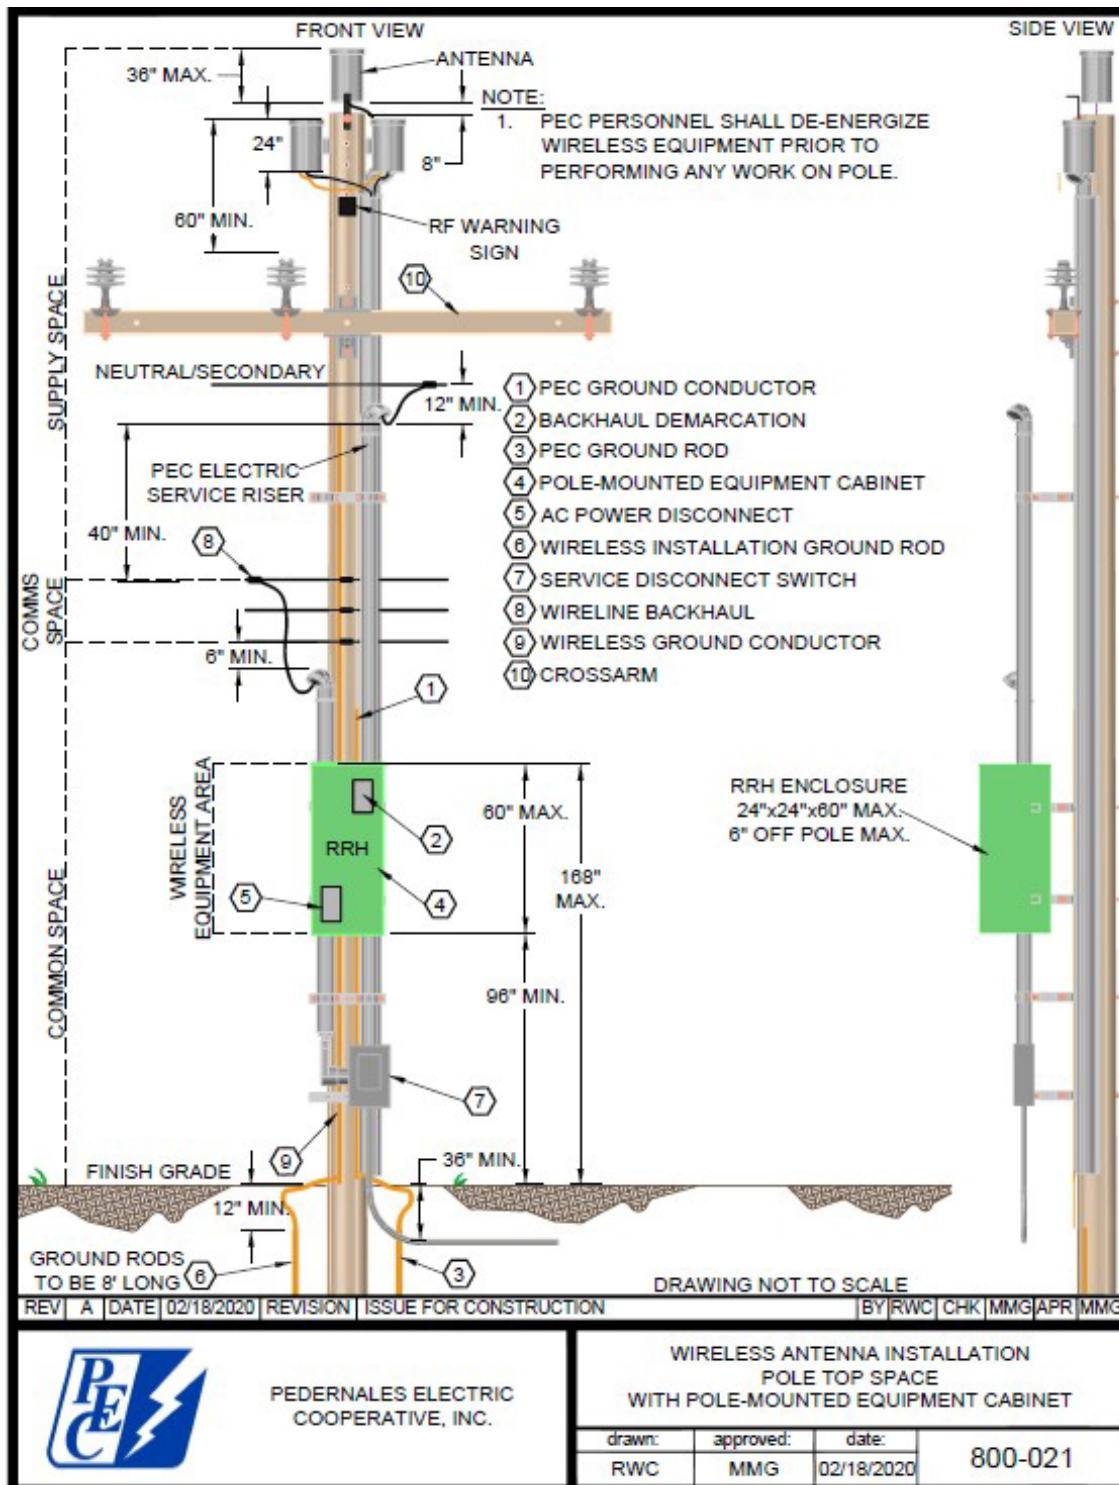 FRONT VIEW
SIDE VIEW
36" MAX.
ANTENNA
NOTE:
1. PEC PERSONNEL SHALL DE-ENERGIZE
WIRELESS EQUIPMENT PRIOR TO
PERFORMING ANY WORK ON POLE.
24"
8"
60" MIN.
RF WARNING
SIGN
10
SUPPLY SPACE
NEUTRAL/SECONDARY
12" MIN.
1 PEC GROUND CONDUCTOR
2 BACKHAUL DEMARCATION
3 PEC GROUND ROD
4 POLE-MOUNTED EQUIPMENT CABINET
5 AC POWER DISCONNECT
6 WIRELESS INSTALLATION GROUND ROD
7 SERVICE DISCONNECT SWITCH
8 WIRELINE BACKHAUL
9 WIRELESS GROUND CONDUCTOR
10 CROSSARM
PEC ELECTRIC
SERVICE RISER
40" MIN.
8
COMMS
SPACE
6" MIN.
1
WIRELESS
EQUIPMENT AREA
60" MAX.
RRH
2
168"
MAX.
5
4
RRH ENCLOSURE
24"x24"x60" MAX.
6" OFF POLE MAX.
COMMON SPACE
96" MIN.
7
9
36" MIN.
FINISH GRADE
12" MIN.
GROUND RODS
TO BE 8' LONG
6
3
DRAWING NOT TO SCALE
REV A DATE 02/18/2020 REVISION ISSUE FOR CONSTRUCTION BY RWC CHK MMG APR MMG
PEC
PEDERNALES ELECTRIC
COOPERATIVE, INC.
WIRELESS ANTENNA INSTALLATION
POLE TOP SPACE
WITH POLE-MOUNTED EQUIPMENT CABINET
drawn: approved: date:
RWC MMG 02/18/2020
800-021